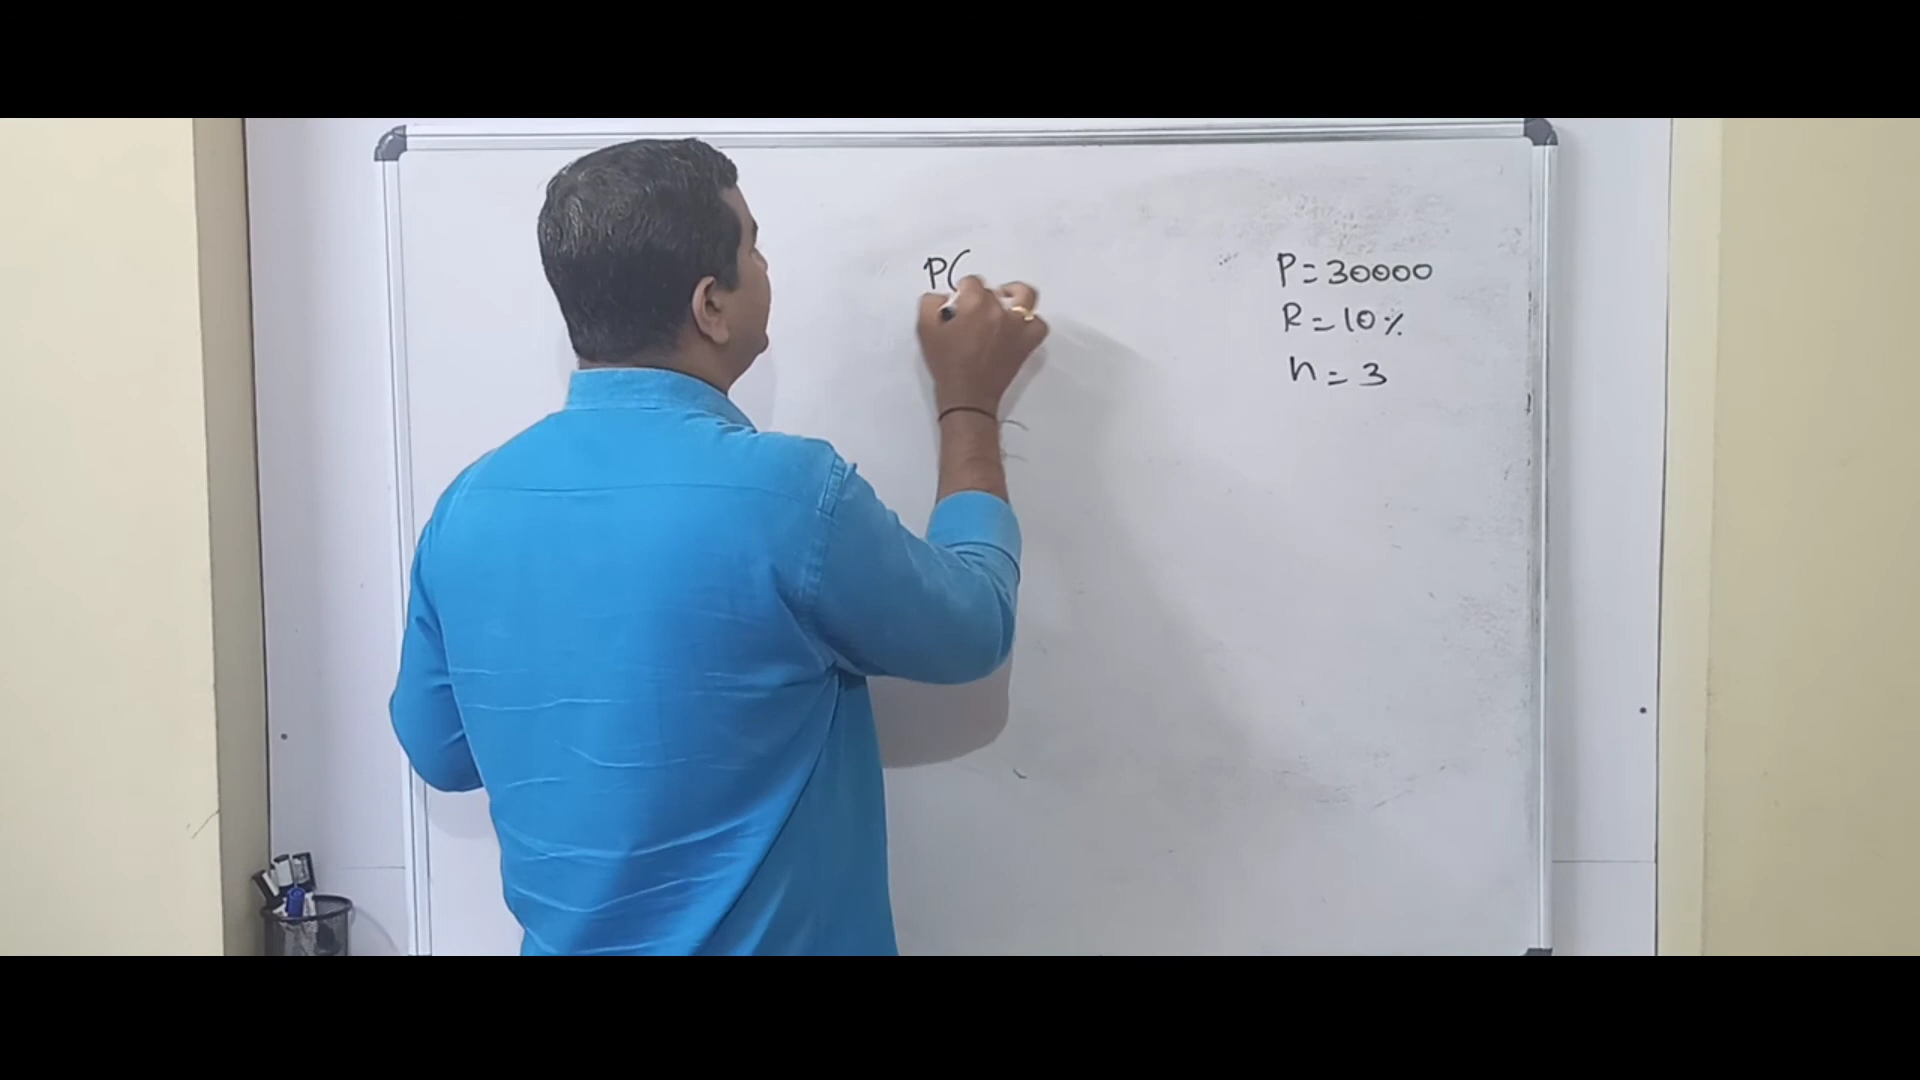 P(
P = 30000
R = 10%
n = 3